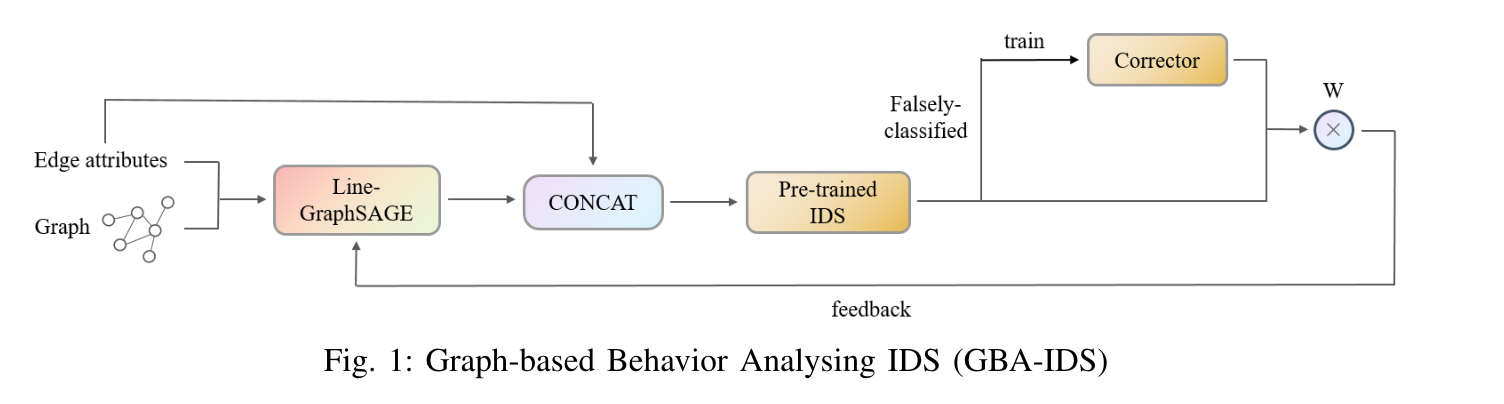 train
Corrector
W
Falsely-
classified
Edge attributes
Line-
GraphSAGE
CONCAT
Pre-trained
IDS
Graph
feedback
Fig. 1: Graph-based Behavior Analysing IDS (GBA-IDS)